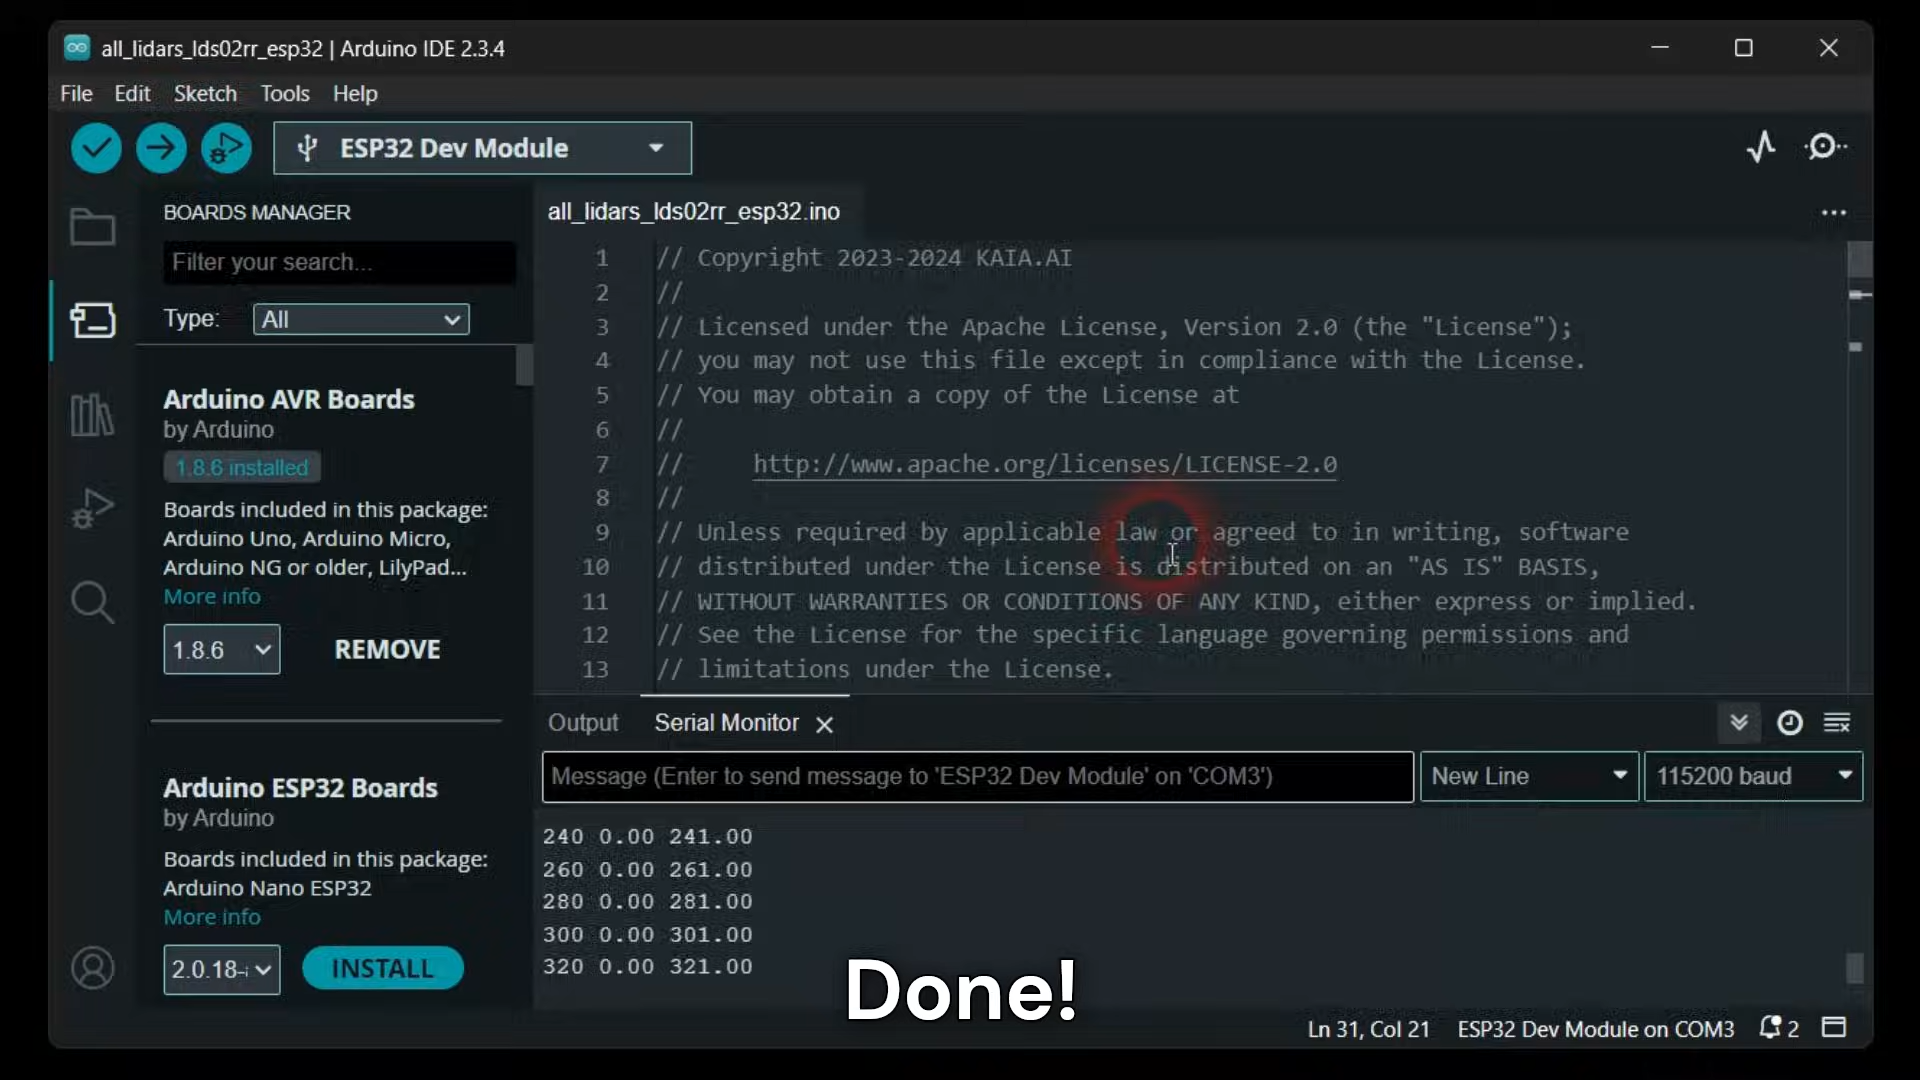 all_lidars_lds02rr_esp32 | Arduino IDE 2.3.4
File Edit Sketch Tools Help
ESP32 Dev Module
BOARDS MANAGER
Filter your search...
Type: All
Arduino AVR Boards
by Arduino
1.8.6 installed
Boards included in this package:
Arduino Uno, Arduino Micro,
Arduino NG or older, LilyPad...
More info
1.8.6 REMOVE
Arduino ESP32 Boards
by Arduino
Boards included in this package:
Arduino Nano ESP32
More info
2.0.18- INSTALL
all_lidars_lds02rr_esp32.ino
1 // Copyright 2023-2024 KAIA.AI
2 //
3 // Licensed under the Apache License, Version 2.0 (the "License");
4 // you may not use this file except in compliance with the License.
5 // You may obtain a copy of the License at
6 //
7 // http://www.apache.org/licenses/LICENSE-2.0
8 //
9 // Unless required by applicable law or agreed to in writing, software
10 // distributed under the License is distributed on an "AS IS" BASIS,
11 // WITHOUT WARRANTIES OR CONDITIONS OF ANY KIND, either express or implied.
12 // See the License for the specific language governing permissions and
13 // limitations under the License.
Output Serial Monitor
Message (Enter to send message to 'ESP32 Dev Module' on 'COM3') New Line 115200 baud
240 0.00 241.00
260 0.00 261.00
280 0.00 281.00
300 0.00 301.00
320 0.00 321.00
Done!
Ln 31, Col 21 ESP32 Dev Module on COM3 2